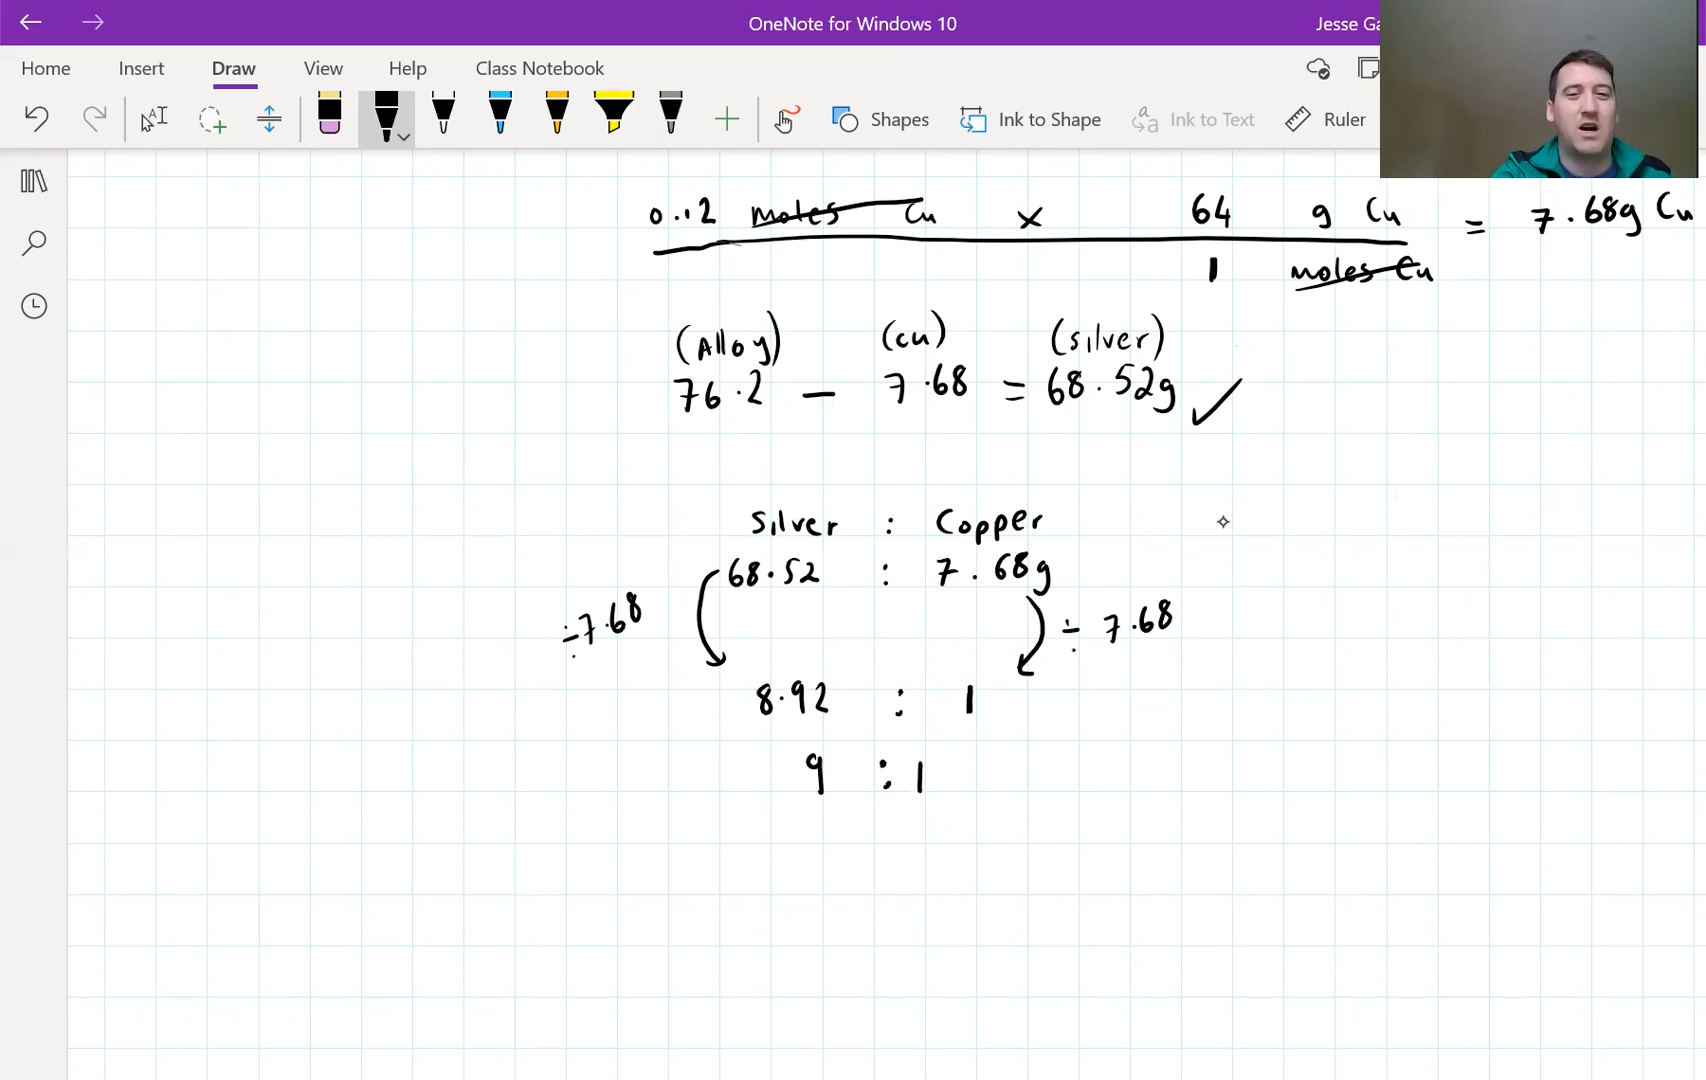 OneNote for Windows 10
Jesse Ga
Home Insert Draw View Help Class Notebook
Shapes Ink to Shape Ink to Text Ruler
0.12 moles Cu x 64 g Cu = 7.68g Cu
1 moles Cu
(Alloy) (cu) (silver)
76.2 - 7.68 = 68.52g ✓
Silver : Copper
68.52 : 7.68g
÷7.68 ÷ 7.68
8.92 : 1
9 : 1